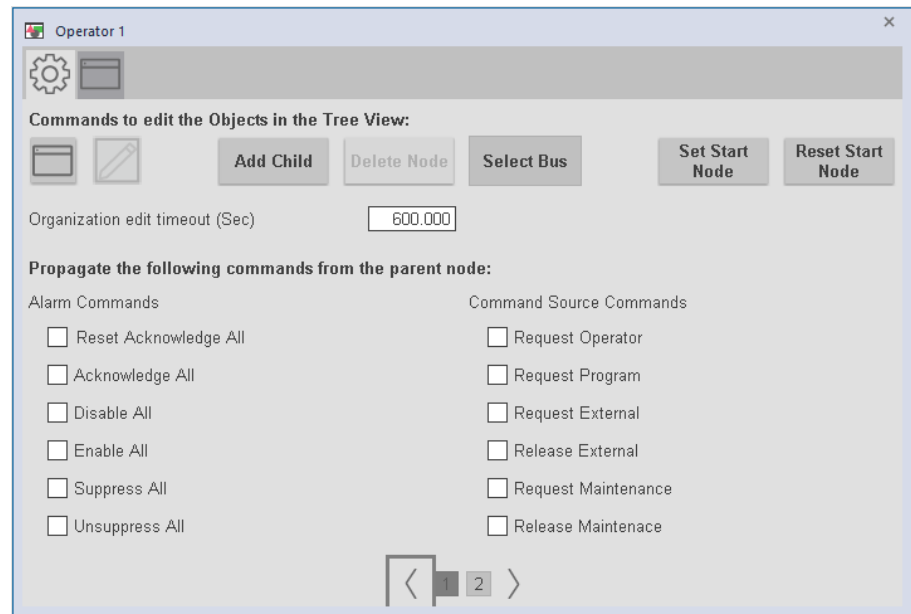 Operator 1
Commands to edit the Objects in the Tree View:
Add Child
Delete Node
Select Bus
Set Start
Node
Reset Start
Node
Organization edit timeout (Sec)
600.000
Propagate the following commands from the parent node:
Alarm Commands
Command Source Commands
Reset Acknowledge All
Request Operator
Acknowledge All
Request Program
Disable All
Request External
Enable All
Release External
Suppress All
Request Maintenance
Unsuppress All
Release Maintenace
1
2